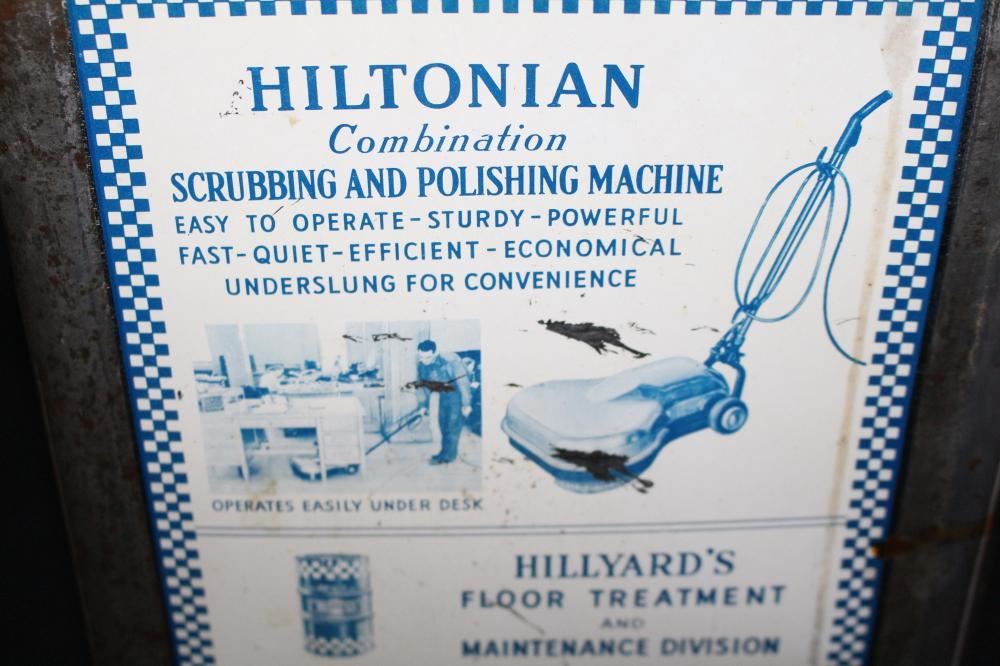 HILTONIAN
Combination
SCRUBBING AND POLISHING MACHINE
EASY TO OPERATE-STURDY-POWERFUL
FAST-QUIET-EFFICIENT-ECONOMICAL
UNDERSLUNG FOR CONVENIENCE
OPERATES EASILY UNDER DESK
HILLYARD'S
FLOOR TREATMENT
AND
MAINTENANCE DIVISION